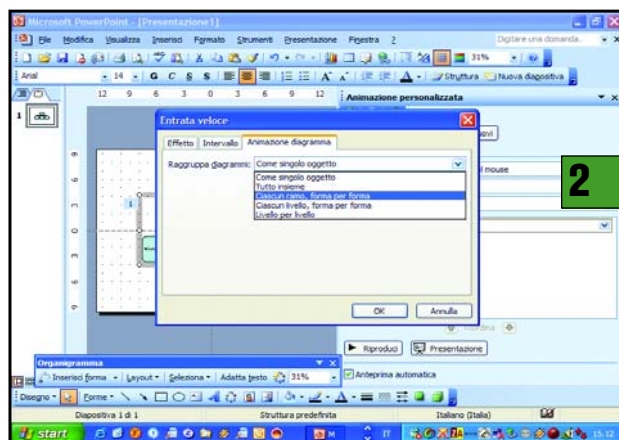 Microsoft PowerPoint - [Presentazione1]
File Modifica Visualizza Inserisci Formato Strumenti Presentazione Finestra ?
Digitare una domanda.
31%
Arial 14 G C S S Struttura Nuova diapositiva
12 9 6 3 0 3 6 9 12
Animazione personalizzata
1
Entrata veloce
Effetto Intervallo Animazione diagramma
Raggruppa diagrammi: Come singolo oggetto
Come singolo oggetto
Tutto insieme
Ciascun ramo, forma per forma
Ciascun livello, forma per forma
Livello per livello
mouse
2
1
OK Annulla
Riproduci Presentazione
Anteprima automatica
Organigramma
Inserisci forma Layout Seleziona Adatta testo 31%
Disegno Forme
Diapositiva 1 di 1 Struttura predefinita Italiano (Italia)
start IT 15.12